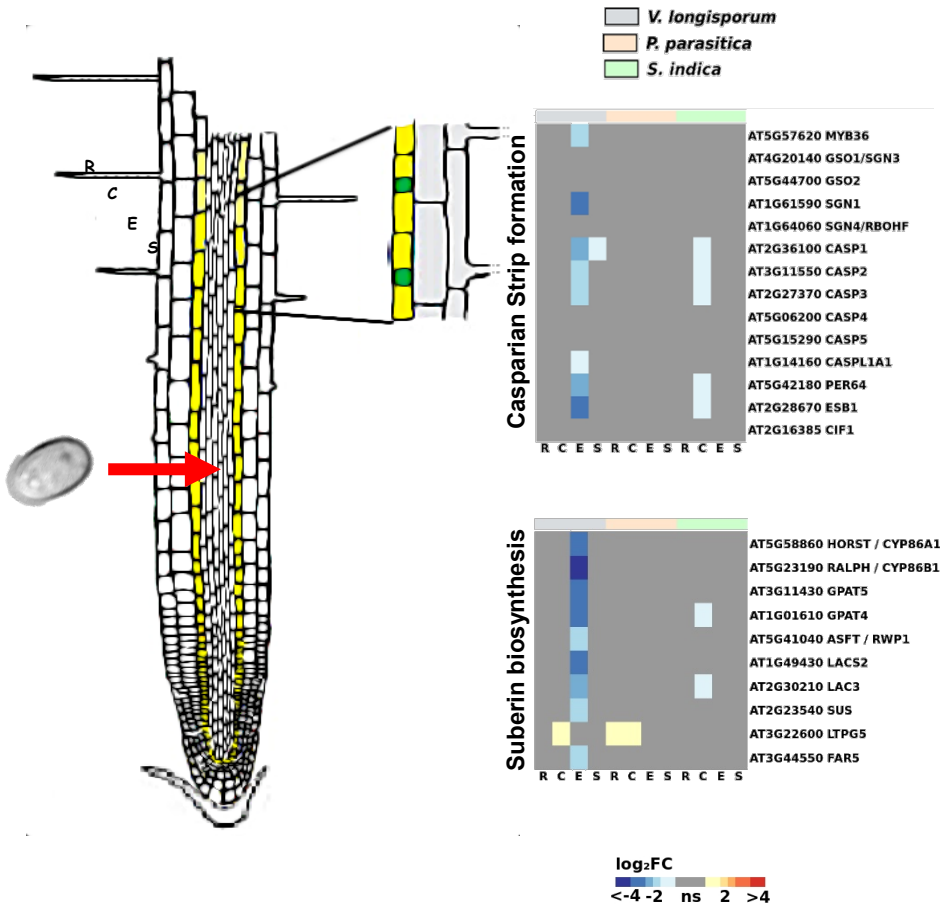 V. longisporum
P. parasitica
S. indica
R
C
E
S
Casparian Strip formation
AT5G57620 MYB36
AT4G20140 GSO1/SGN3
AT5G44700 GSO2
AT1G61590 SGN1
AT1G64060 SGN4/RBOHF
AT2G36100 CASP1
AT3G11550 CASP2
AT2G27370 CASP3
AT5G06200 CASP4
AT5G15290 CASP5
AT1G14160 CASPL1A1
AT5G42180 PER64
AT2G28670 ESB1
AT2G16385 CIF1
R C E S R C E S R C E S
Suberin biosynthesis
AT5G58860 HORST / CYP86A1
AT5G23190 RALPH / CYP86B1
AT3G11430 GPAT5
AT1G01610 GPAT4
AT5G41040 ASFT / RWP1
AT1G49430 LACS2
AT2G30210 LAC3
AT2G23540 SUS
AT3G22600 LTPG5
AT3G44550 FAR5
R C E S R C E S R C E S
log₂FC
<-4 -2 ns 2 >4